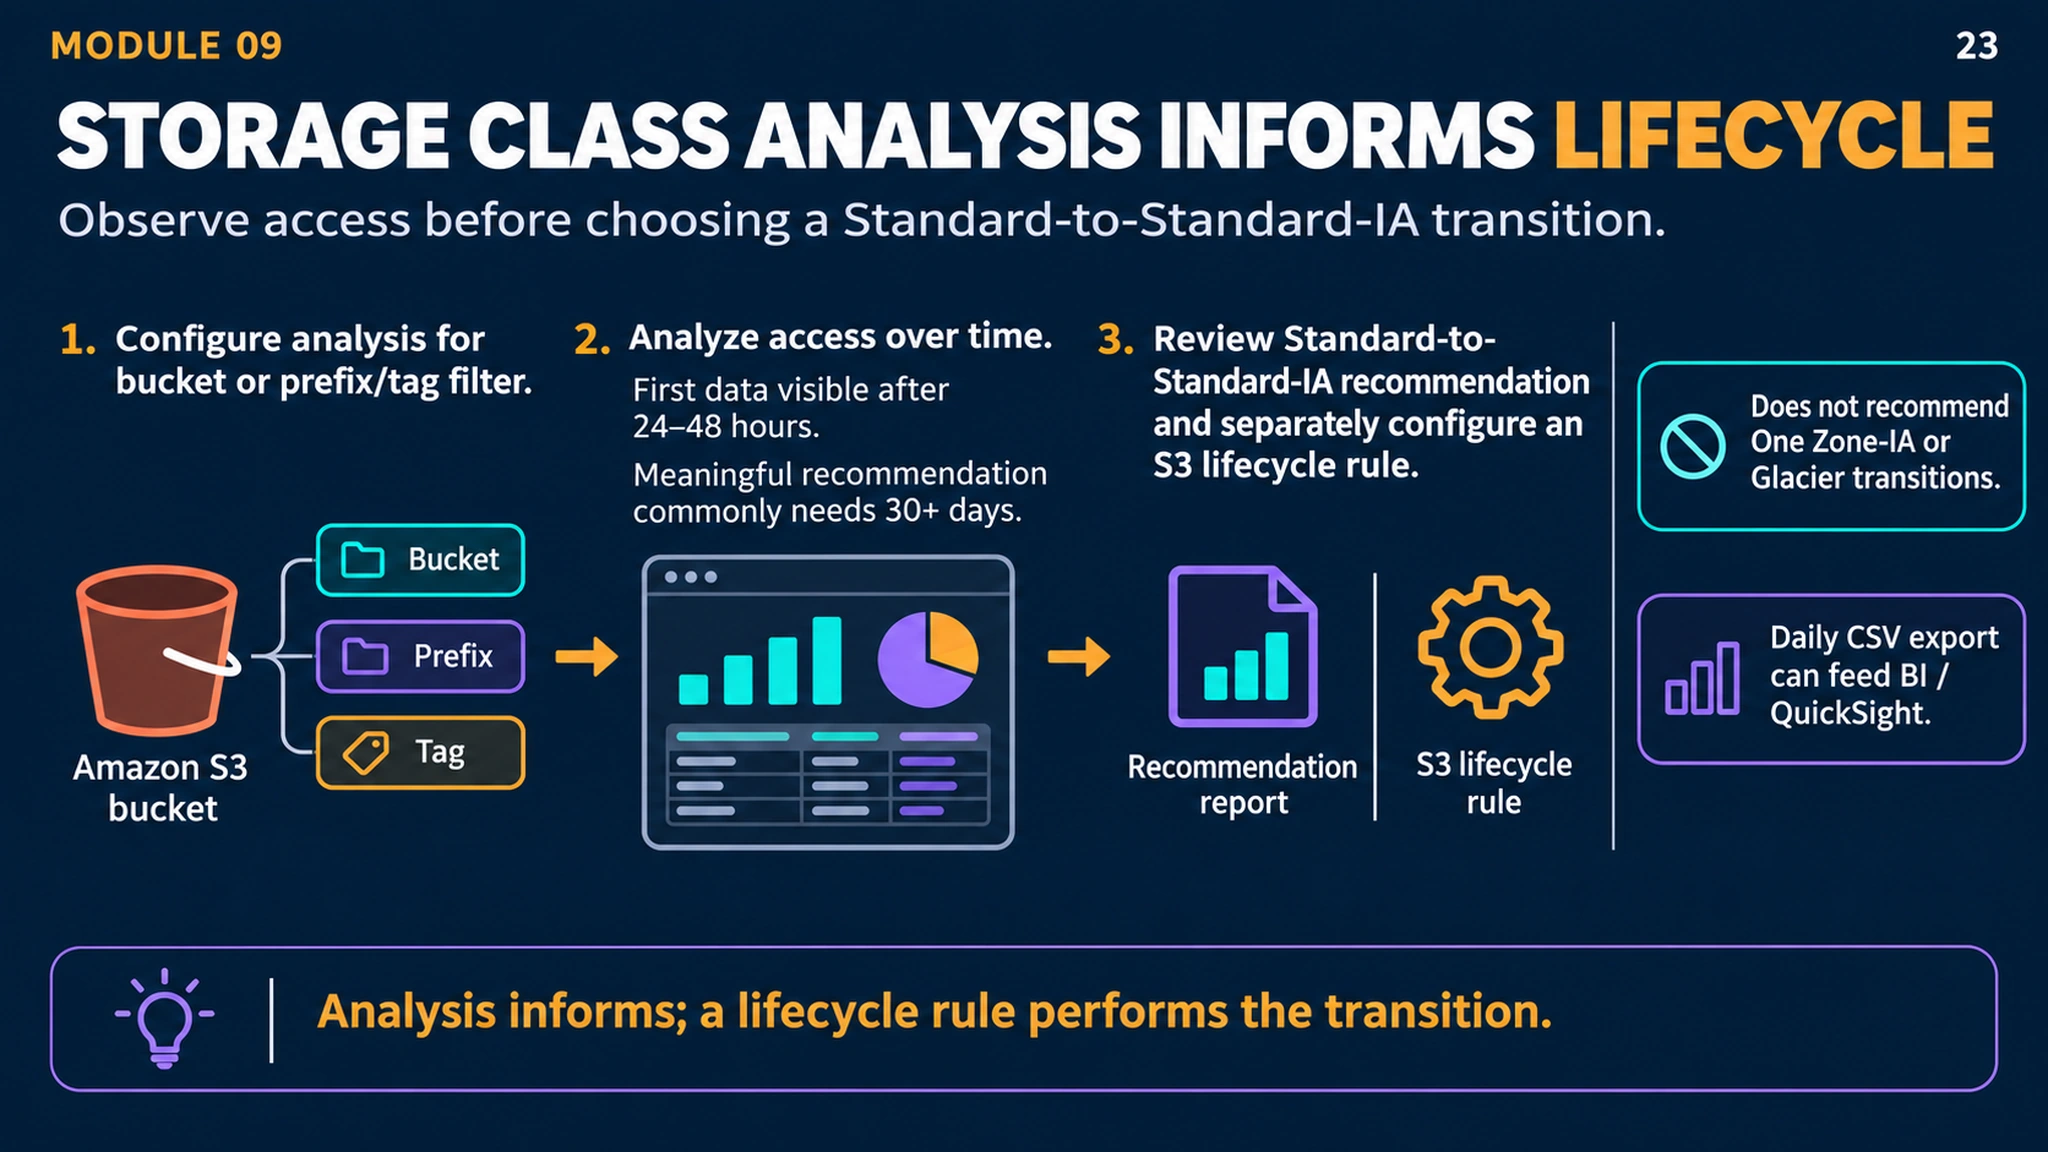 MODULE 09
23
STORAGE CLASS ANALYSIS INFORMS LIFECYCLE
Observe access before choosing a Standard-to-Standard-IA transition.
1. Configure analysis for
bucket or prefix/tag filter.
Amazon S3
bucket
Bucket
Prefix
Tag
2. Analyze access over time.
First data visible after
24–48 hours.
Meaningful recommendation
commonly needs 30+ days.
3. Review Standard-to-
Standard-IA recommendation
and separately configure an
S3 lifecycle rule.
Recommendation
report
S3 lifecycle
rule
Does not recommend
One Zone-IA or
Glacier transitions.
Daily CSV export
can feed BI /
QuickSight.
Analysis informs; a lifecycle rule performs the transition.